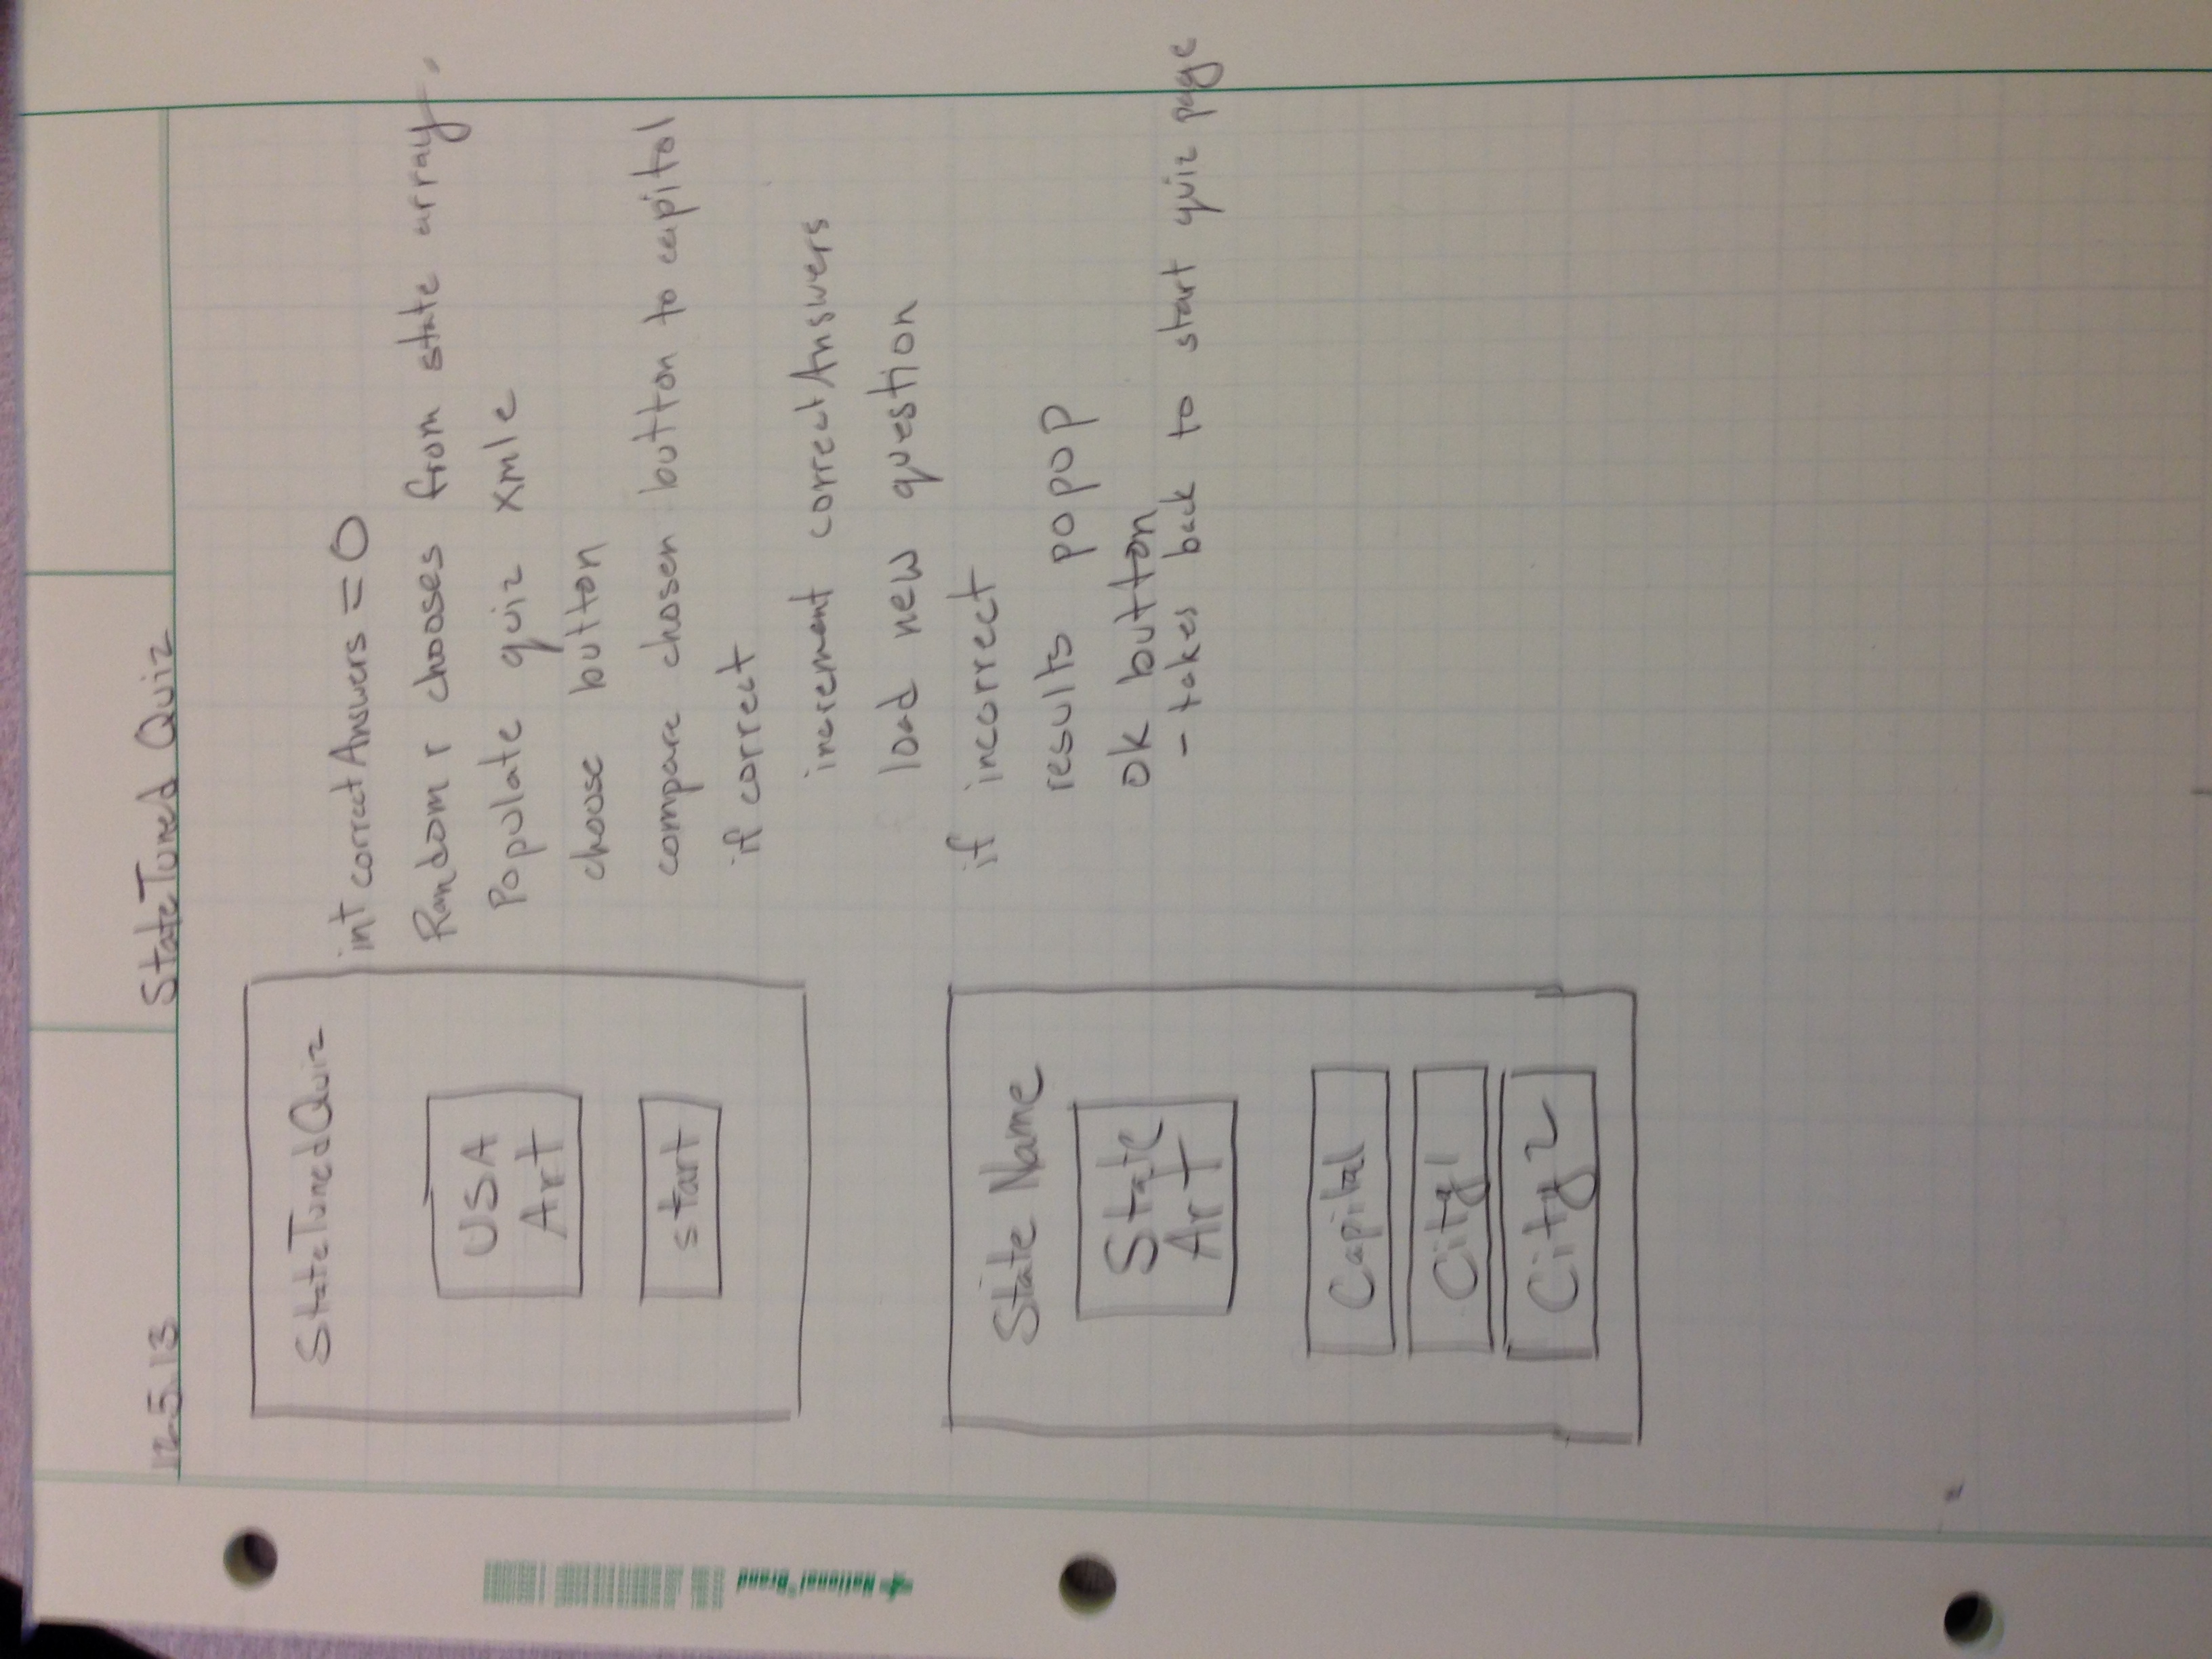 12.5.13
StateTuned Quiz
StateTunedQuiz
USA
Art
start
int correctAnswers = 0
Random r chooses from state array.
Populate quiz xmle
choose button
compare chosen button to capitol
if correct
increment correctAnswers
load new question
if incorrect
results popop
ok button
- takes back to start quiz page
State Name
State
Art
Capital
City1
City2
National Brand